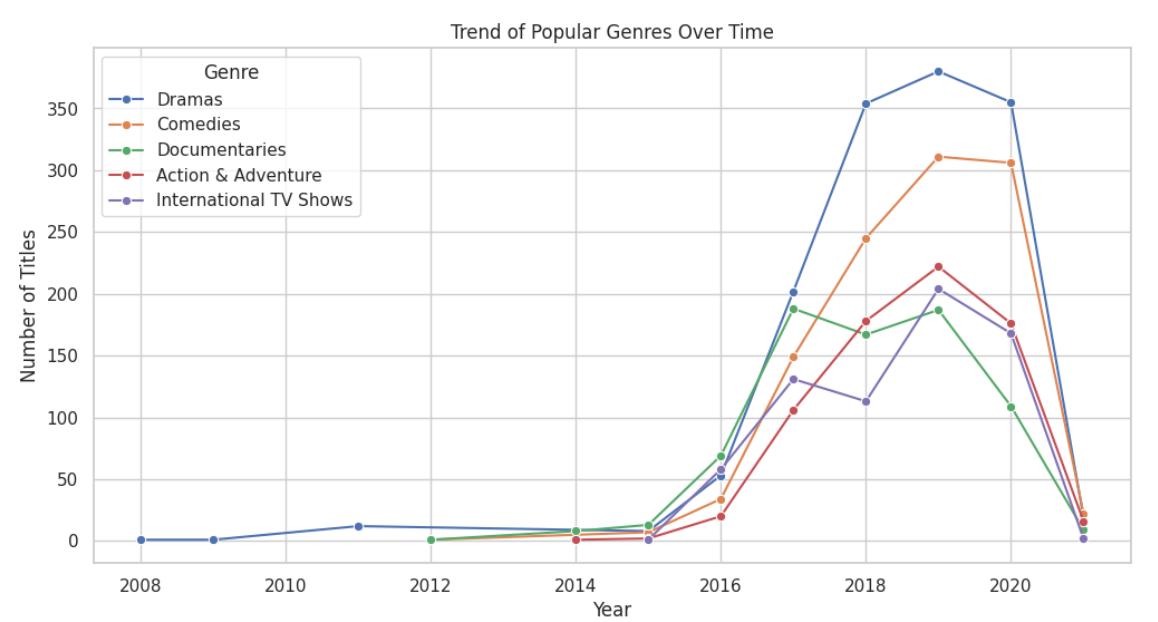 Trend of Popular Genres Over Time
Genre
Dramas
Comedies
Documentaries
Action & Adventure
International TV Shows
Number of Titles
350
300
250
200
150
100
50
0
2008
2010
2012
2014
2016
2018
2020
Year